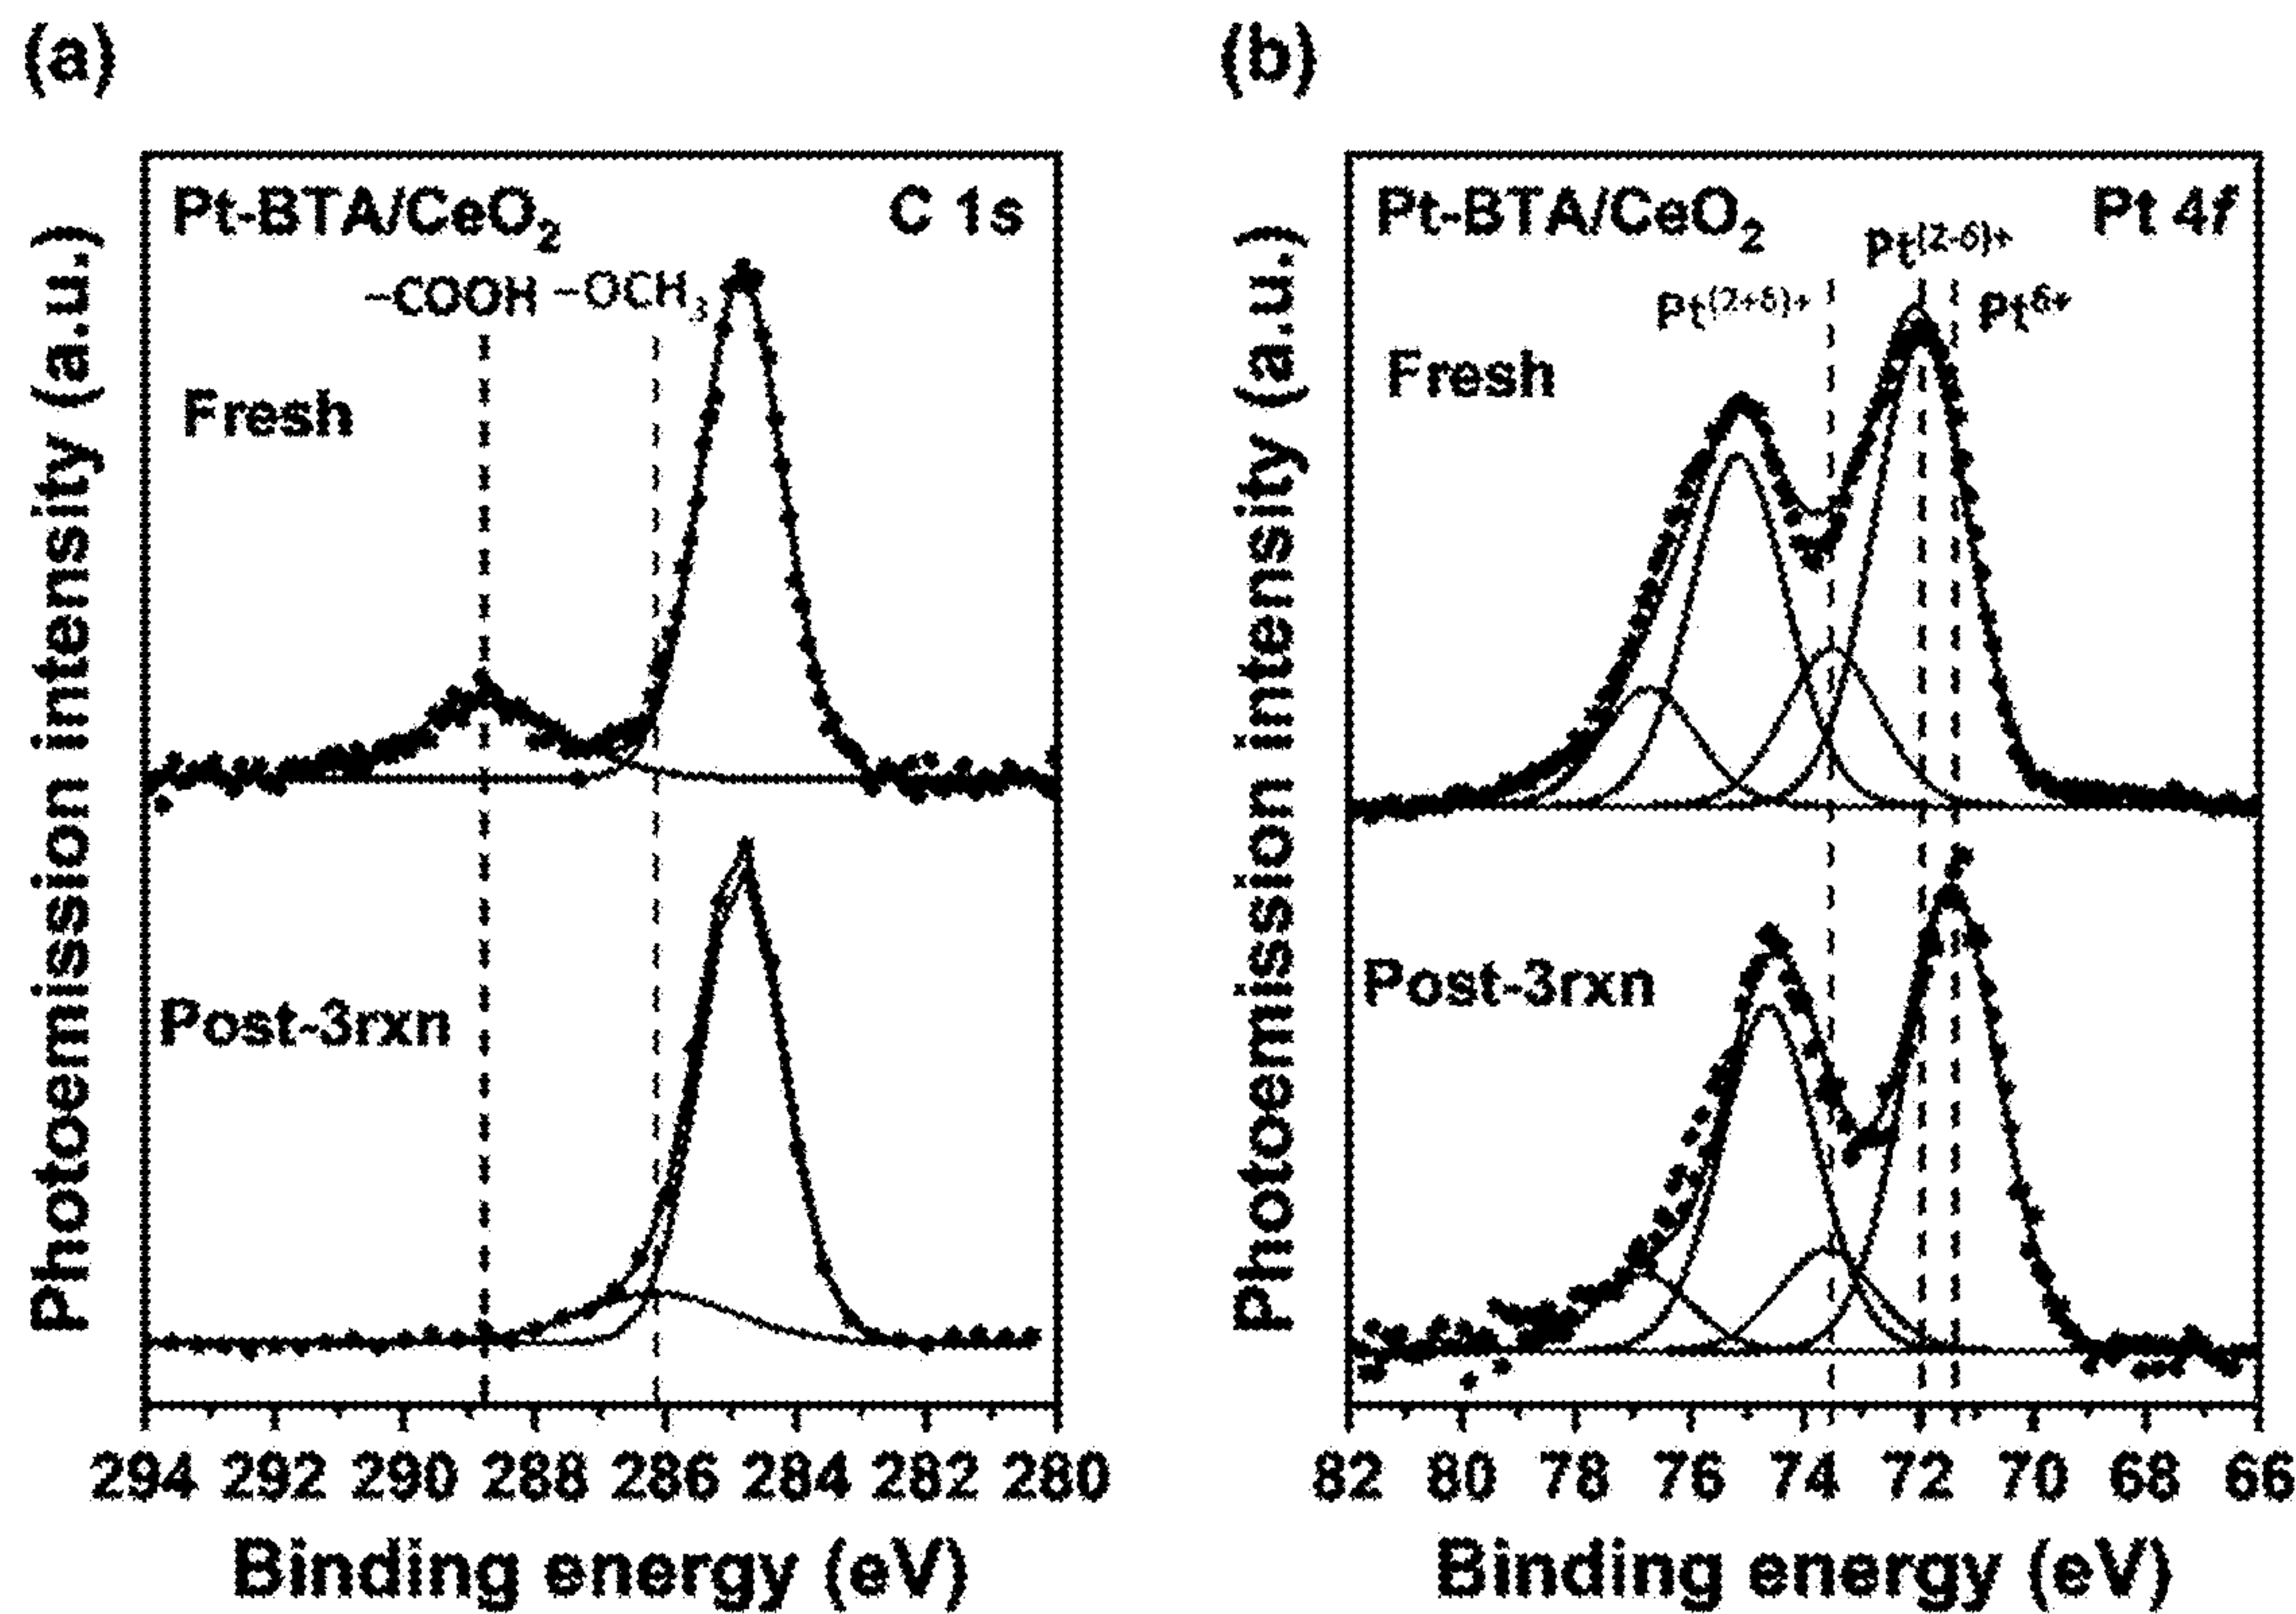 (a)
Photoemission intensity (a.u.)
Pt-BTA/CeO₂
C 1s
–COOH
–OCH₃
Fresh
Post-3rxn
294 292 290 288 286 284 282 280
Binding energy (eV)
(b)
Photoemission intensity (a.u.)
Pt-BTA/CeO₂
Pt 4f
Pt⁽²⁻ᵟ⁾⁺
Pt⁽²⁺ᵟ⁾⁺
Ptᵟ⁺
Fresh
Post-3rxn
82 80 78 76 74 72 70 68 66
Binding energy (eV)